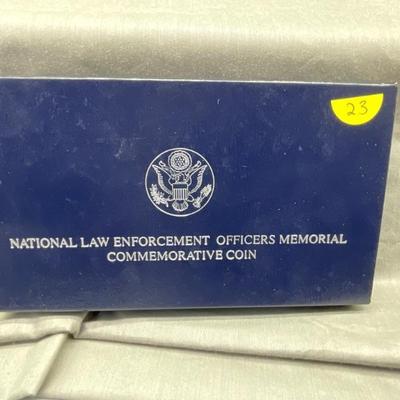 23
NATIONAL LAW ENFORCEMENT OFFICERS MEMORIAL
COMMEMORATIVE COIN